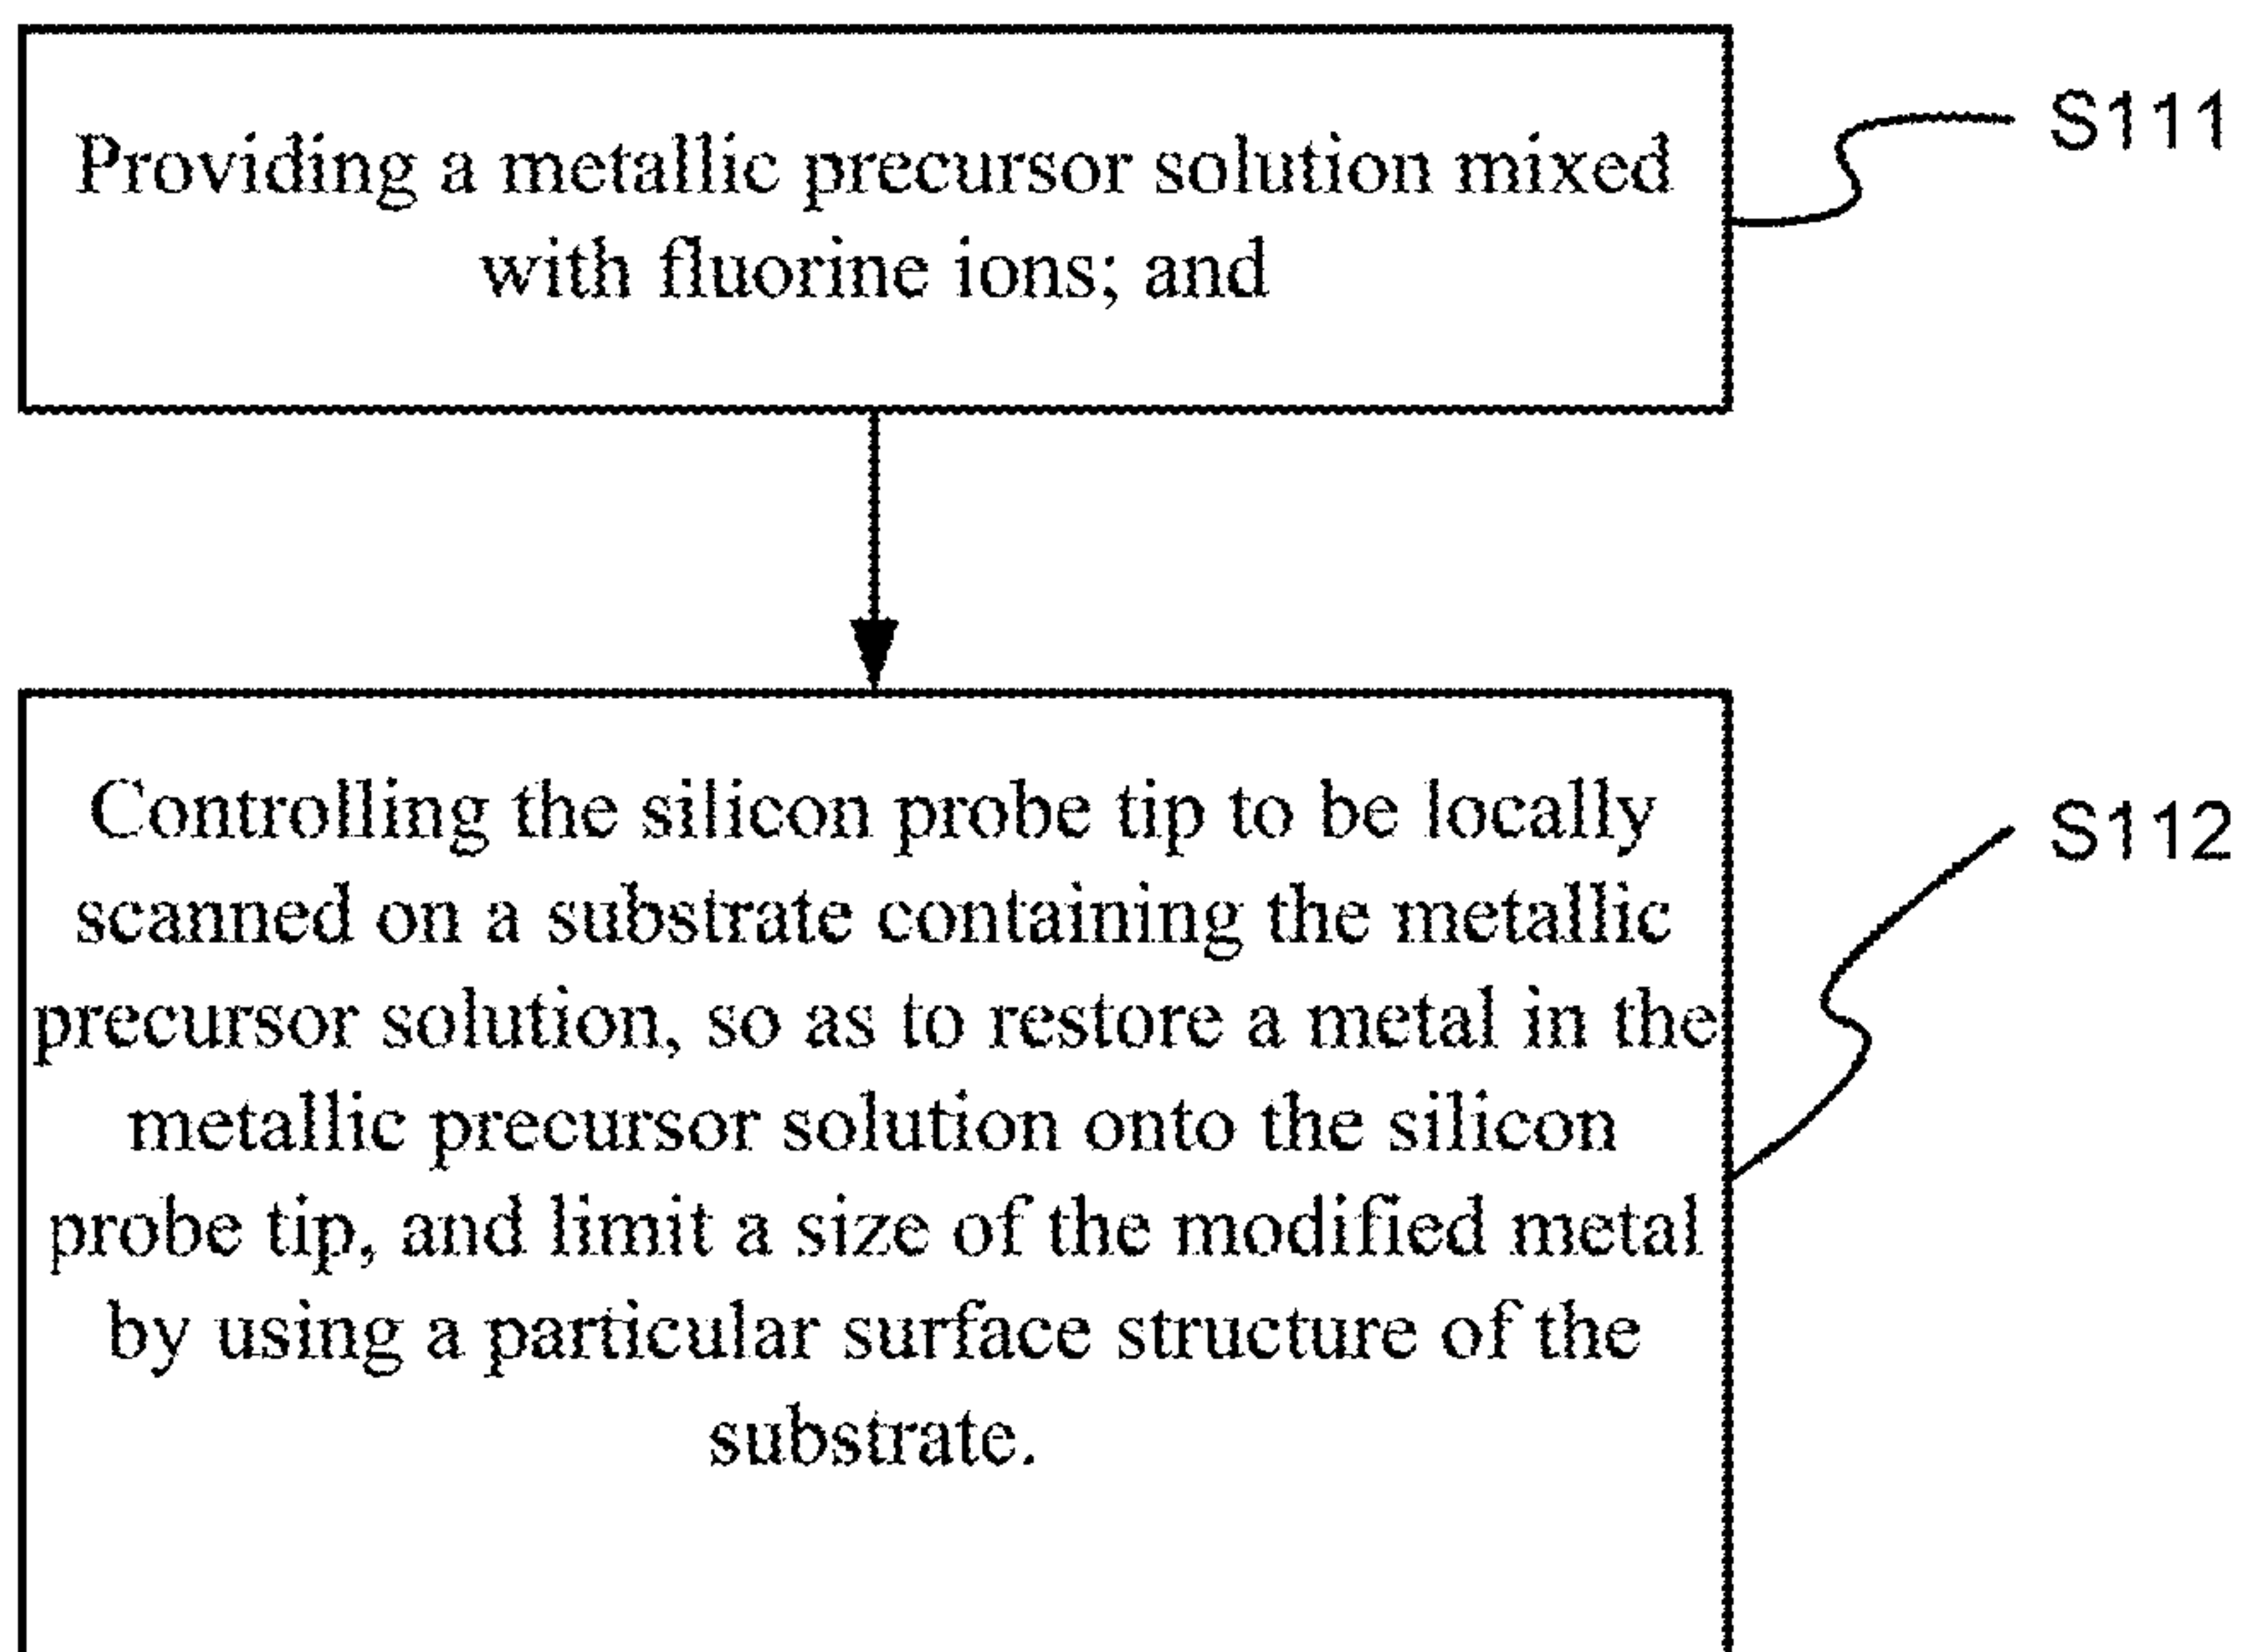 Providing a metallic precursor solution mixed
with fluorine ions; and
S111
Controlling the silicon probe tip to be locally
scanned on a substrate containing the metallic
precursor solution, so as to restore a metal in the
metallic precursor solution onto the silicon
probe tip, and limit a size of the modified metal
by using a particular surface structure of the
substrate.
S112